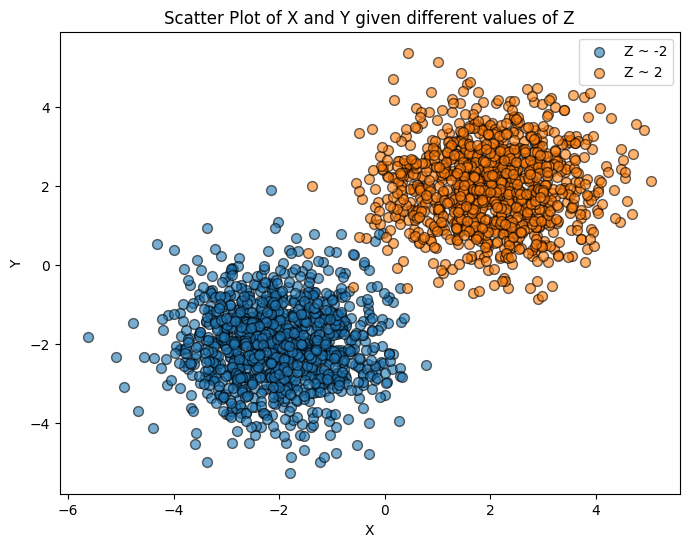 Scatter Plot of X and Y given different values of Z
Z ~ -2
Z ~ 2
Y
4
2
0
−2
−4
−6
−4
−2
0
2
4
X